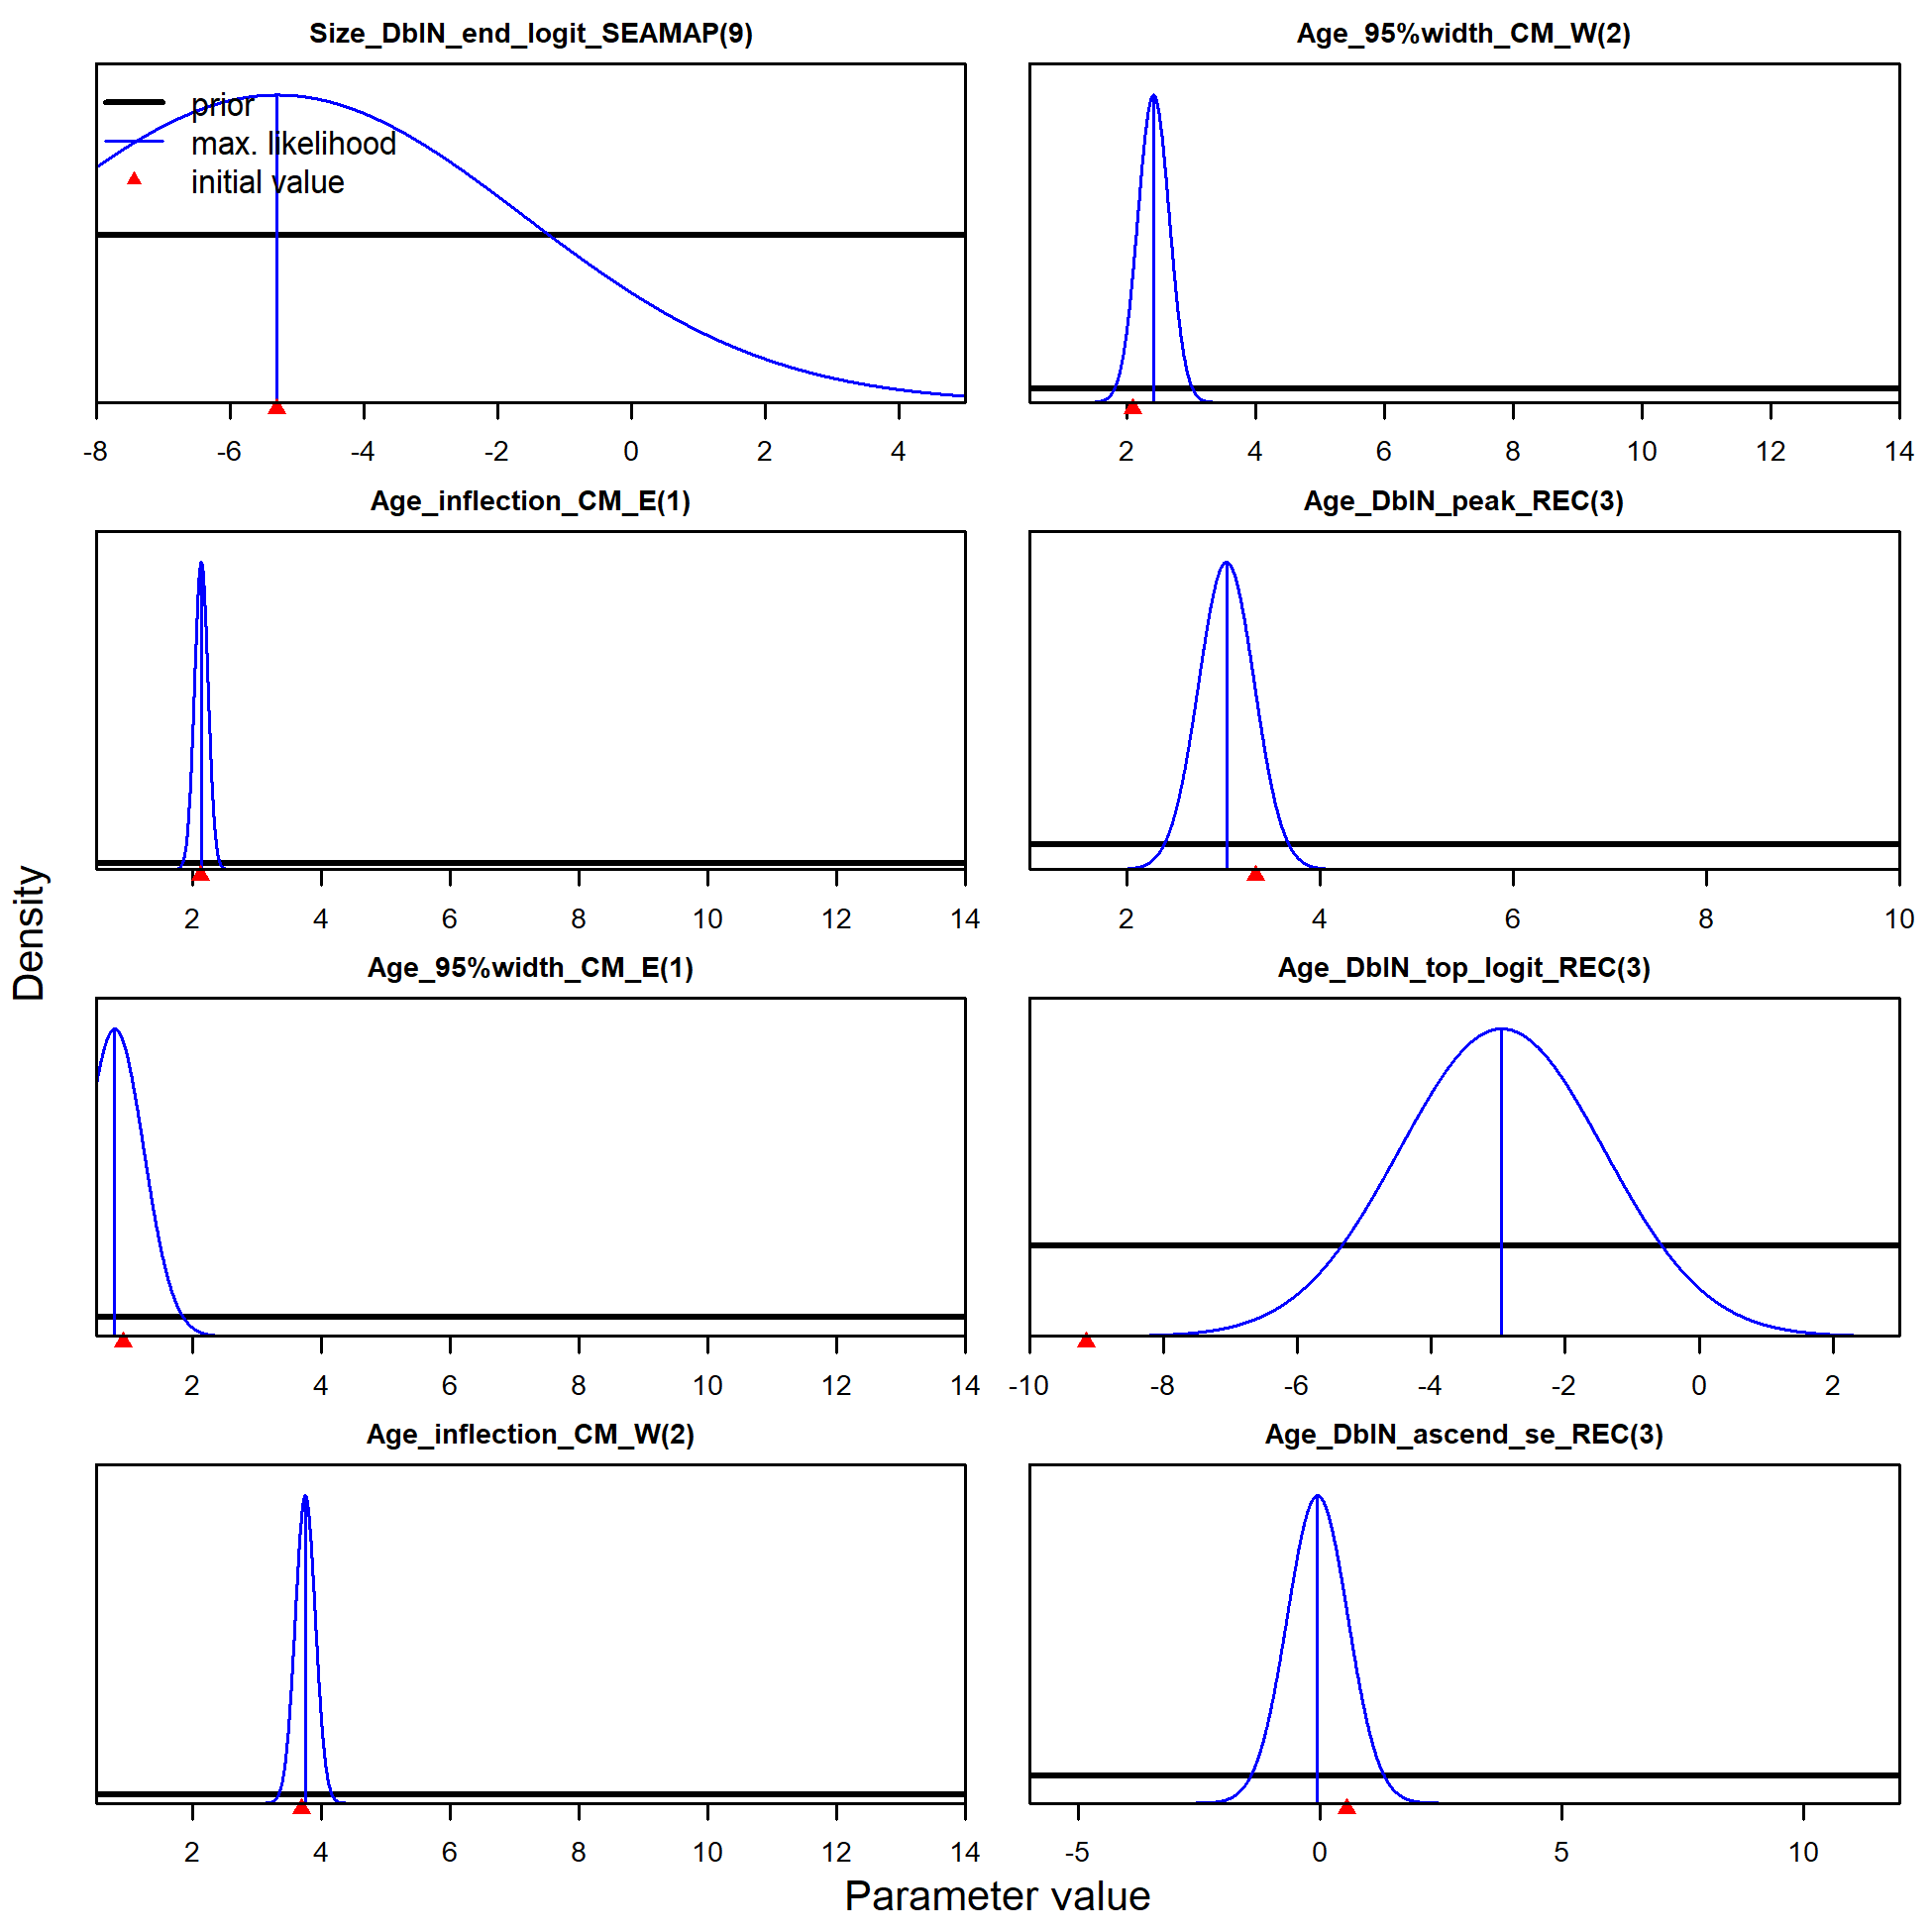 Size_DblN_end_logit_SEAMAP(9)
prior
max. likelihood
initial value
-8 -6 -4 -2 0 2 4
Age_95%width_CM_W(2)
2 4 6 8 10 12 14
Age_inflection_CM_E(1)
2 4 6 8 10 12 14
Age_DblN_peak_REC(3)
2 4 6 8 10
Age_95%width_CM_E(1)
2 4 6 8 10 12 14
Age_DblN_top_logit_REC(3)
-10 -8 -6 -4 -2 0 2
Age_inflection_CM_W(2)
2 4 6 8 10 12 14
Age_DblN_ascend_se_REC(3)
-5 0 5 10
Density
Parameter value